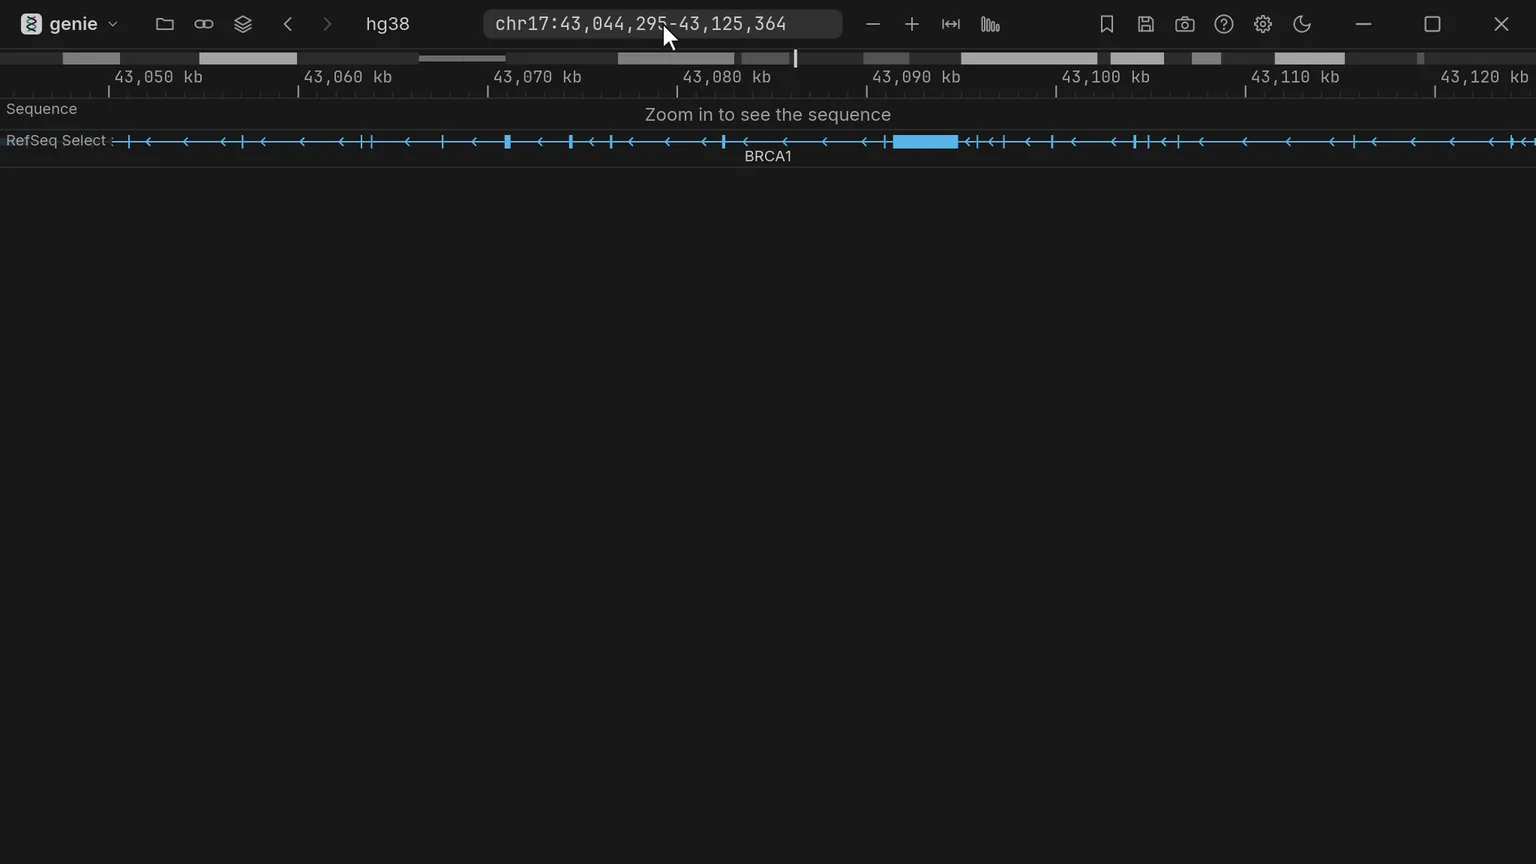 genie hg38 chr17:43,044,295-43,125,364
43,050 kb 43,060 kb 43,070 kb 43,080 kb 43,090 kb 43,100 kb 43,110 kb 43,120 kb
Sequence
Zoom in to see the sequence
RefSeq Select
BRCA1